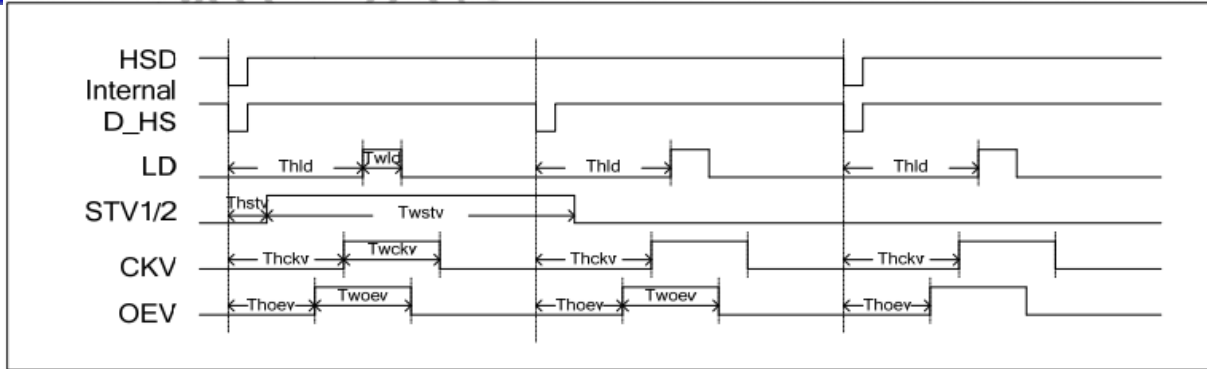 HSD
Internal
D_HS
LD
Thld
Twld
Thld
Thld
STV1/2
Thstv
Twstv
CKV
Thckv
Twckv
Thckv
Thckv
OEV
Thoev
Twoev
Thoev
Twoev
Thoev